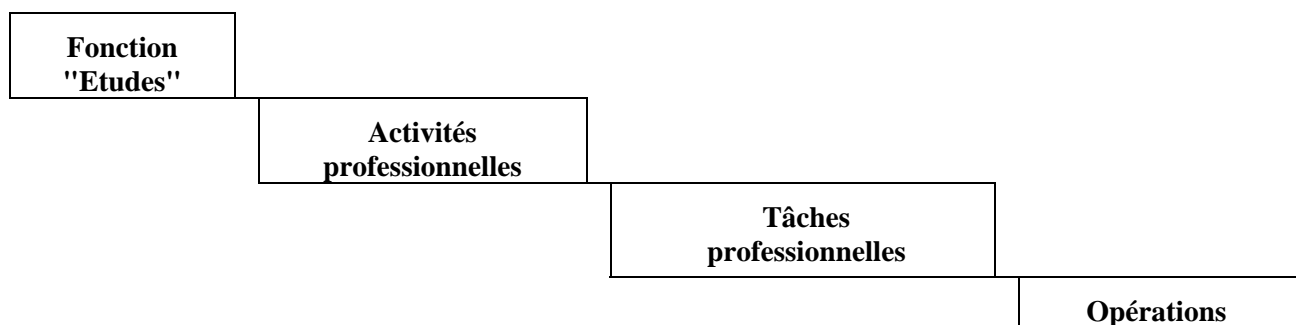 Fonction
"Etudes"
Activités
professionnelles
Tâches
professionnelles
Opérations